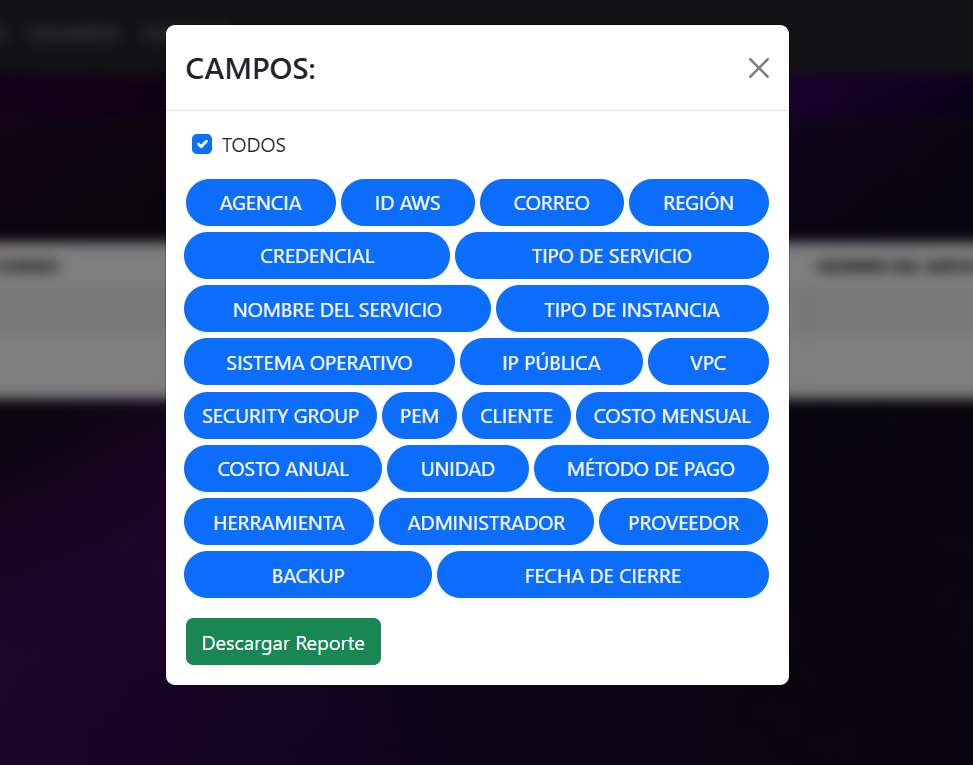 CAMPOS:
TODOS
AGENCIA ID AWS CORREO REGIÓN
CREDENCIAL TIPO DE SERVICIO
NOMBRE DEL SERVICIO TIPO DE INSTANCIA
SISTEMA OPERATIVO IP PÚBLICA VPC
SECURITY GROUP PEM CLIENTE COSTO MENSUAL
COSTO ANUAL UNIDAD MÉTODO DE PAGO
HERRAMIENTA ADMINISTRADOR PROVEEDOR
BACKUP FECHA DE CIERRE
Descargar Reporte